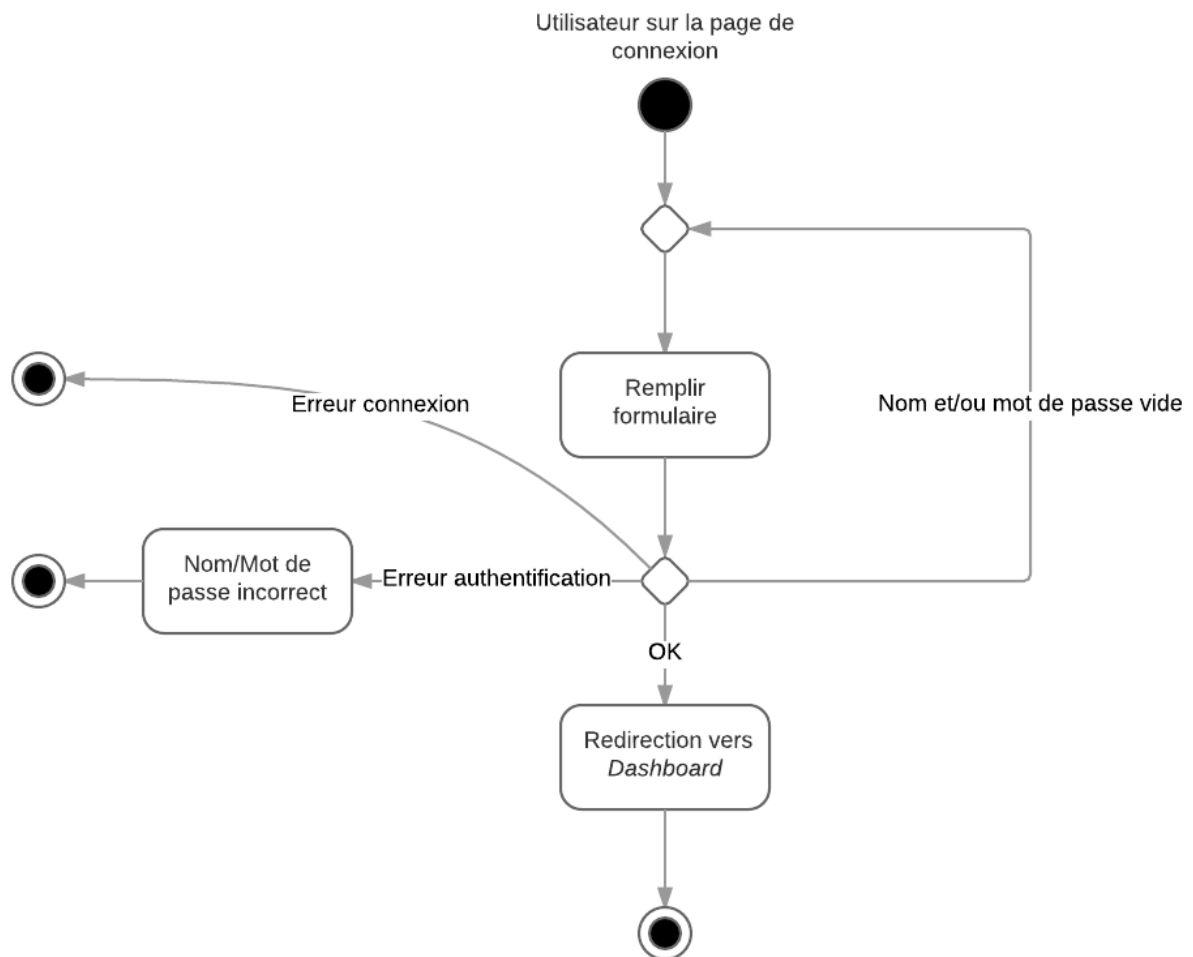 Utilisateur sur la page de
connexion
Remplir
formulaire
Erreur connexion
Nom et/ou mot de passe vide
Nom/Mot de
passe incorrect
Erreur authentification
OK
Redirection vers
Dashboard